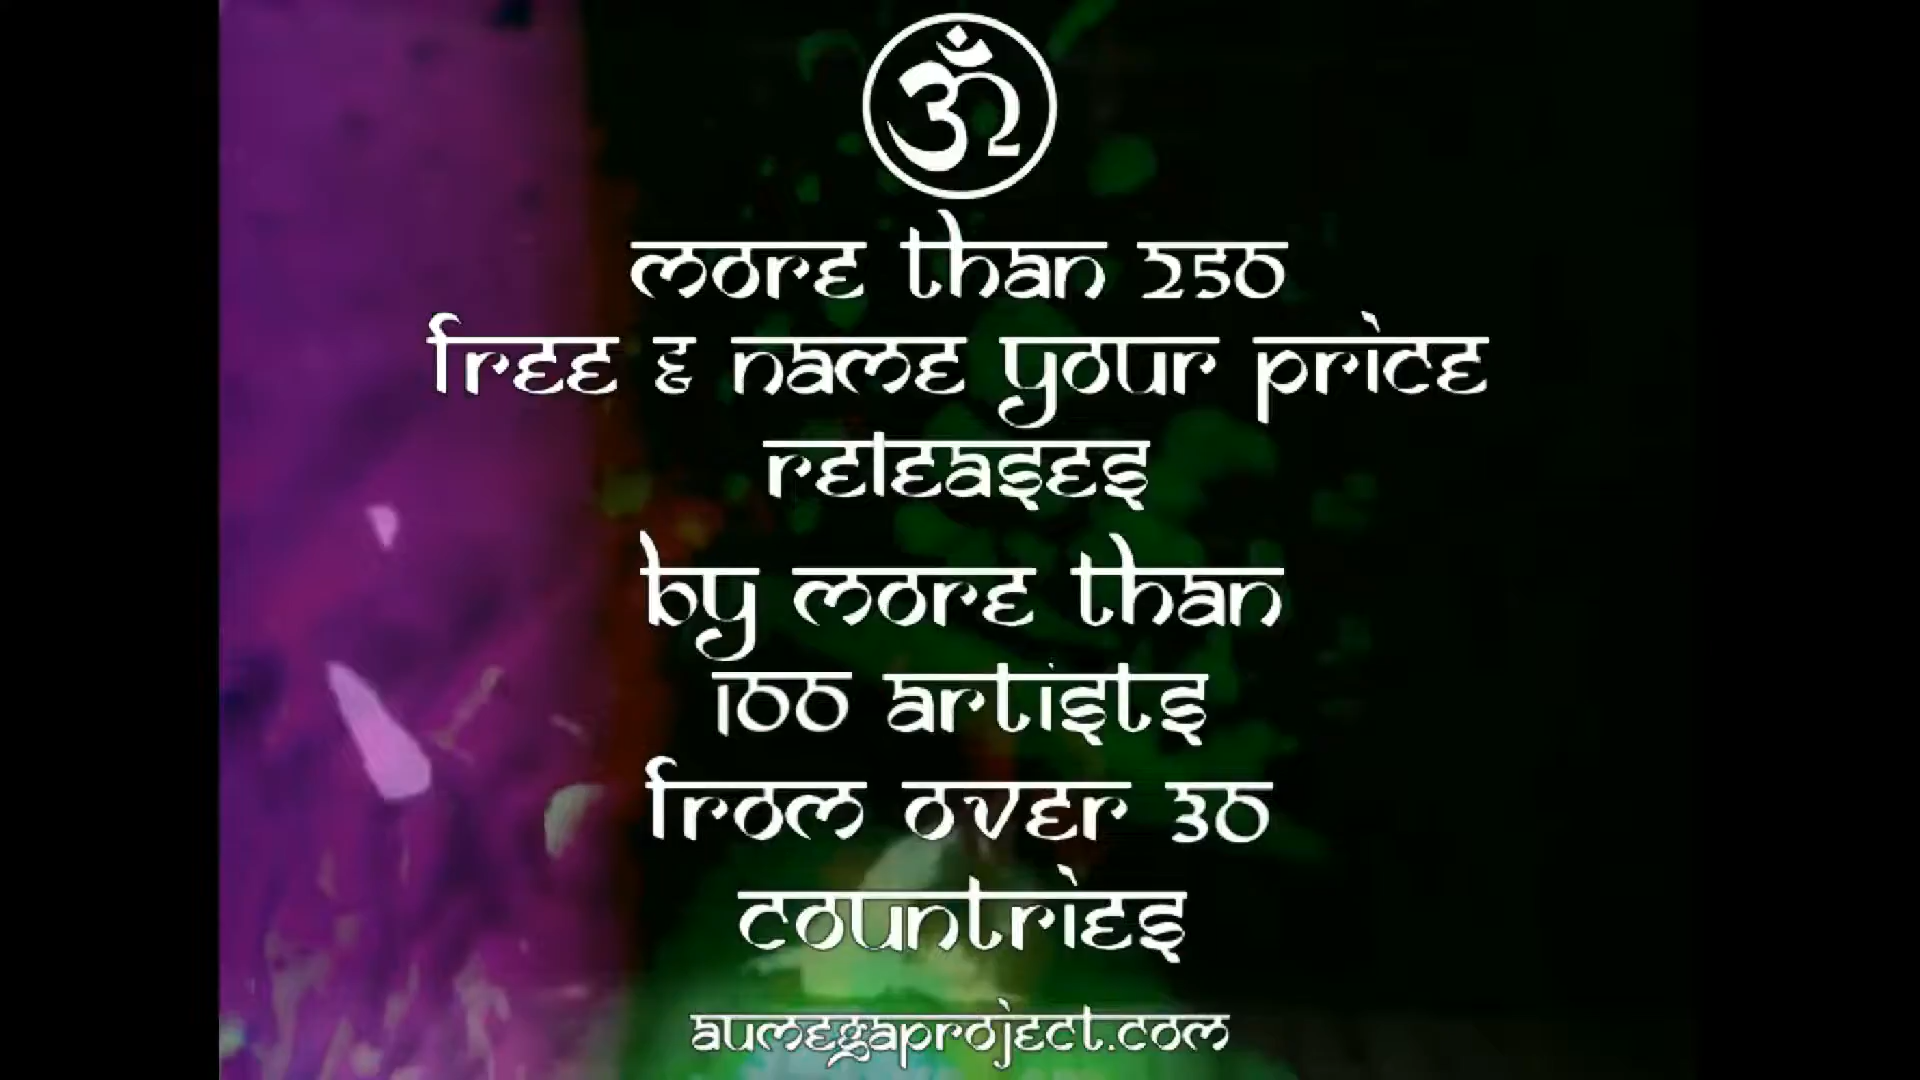 more than 250
free & name your price
releases
by more than
100 artists
from over 30
countries
aumegaproject.com